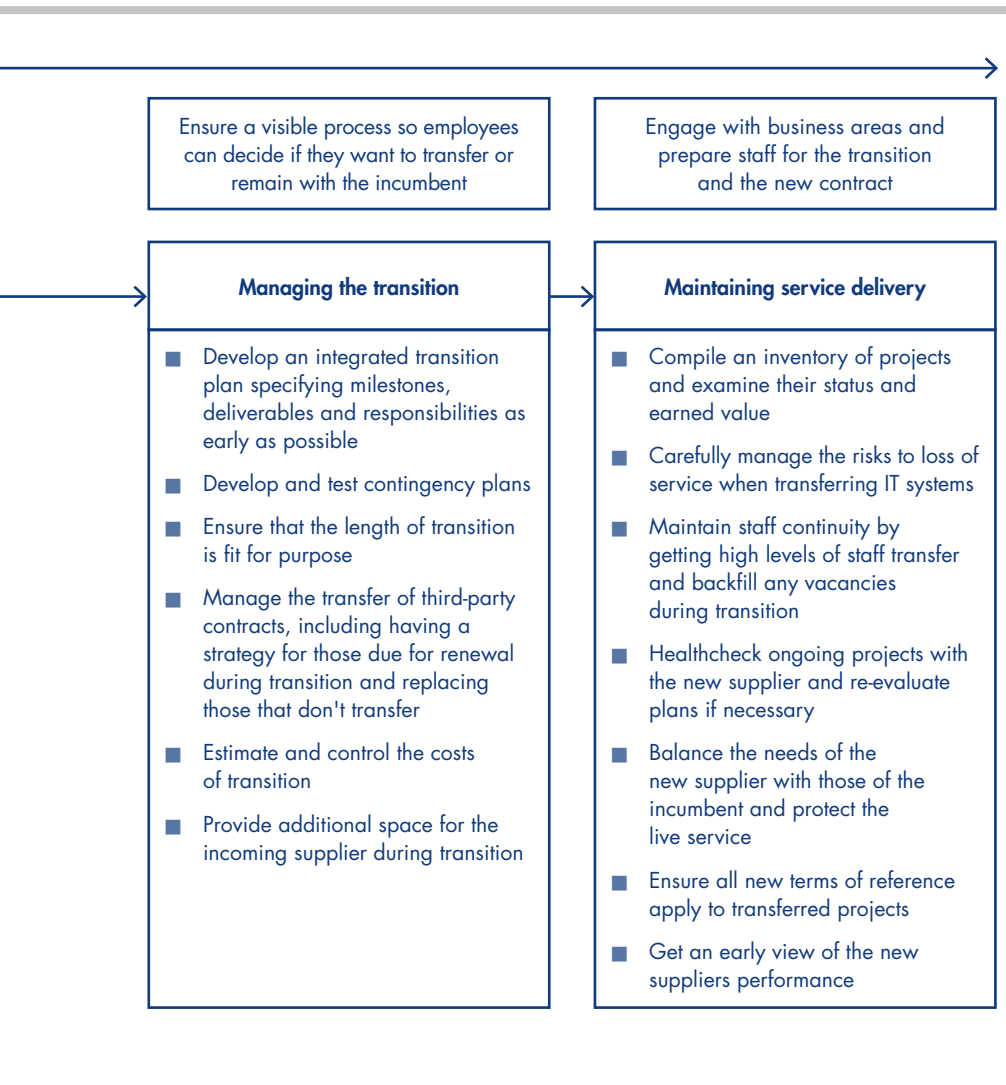 Ensure a visible process so employees
can decide if they want to transfer or
remain with the incumbent
Engage with business areas and
prepare staff for the transition
and the new contract
Managing the transition
■ Develop an integrated transition
plan specifying milestones,
deliverables and responsibilities as
early as possible
■ Develop and test contingency plans
■ Ensure that the length of transition
is fit for purpose
■ Manage the transfer of third-party
contracts, including having a
strategy for those due for renewal
during transition and replacing
those that don't transfer
■ Estimate and control the costs
of transition
■ Provide additional space for the
incoming supplier during transition
Maintaining service delivery
■ Compile an inventory of projects
and examine their status and
earned value
■ Carefully manage the risks to loss of
service when transferring IT systems
■ Maintain staff continuity by
getting high levels of staff transfer
and backfill any vacancies
during transition
■ Healthcheck ongoing projects with
the new supplier and re-evaluate
plans if necessary
■ Balance the needs of the
new supplier with those of the
incumbent and protect the
live service
■ Ensure all new terms of reference
apply to transferred projects
■ Get an early view of the new
suppliers performance